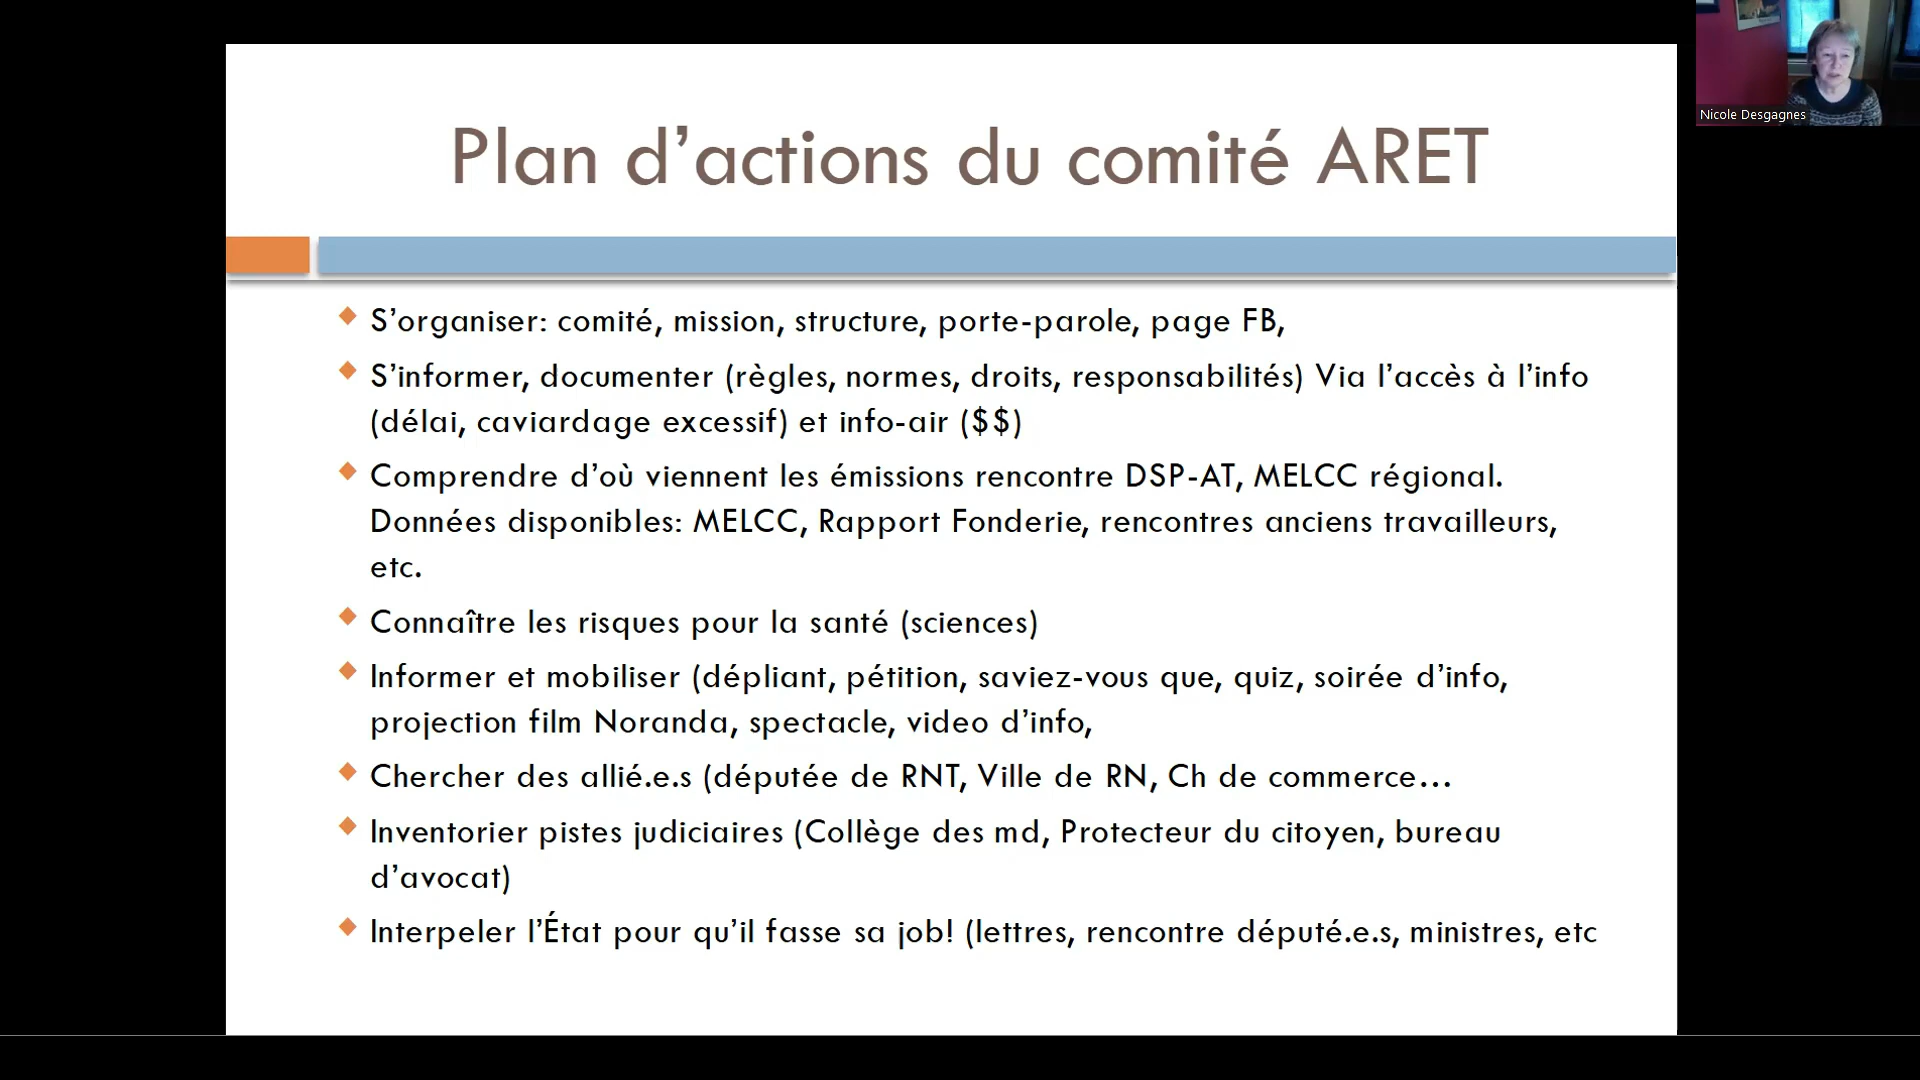 Plan d’actions du comité ARET
Nicole Desgagnes
S’organiser: comité, mission, structure, porte-parole, page FB,
S’informer, documenter (règles, normes, droits, responsabilités) Via l’accès à l’info
(délai, caviardage excessif) et info-air ($$)
Comprendre d’où viennent les émissions rencontre DSP-AT, MELCC régional.
Données disponibles: MELCC, Rapport Fonderie, rencontres anciens travailleurs,
etc.
Connaître les risques pour la santé (sciences)
Informer et mobiliser (dépliant, pétition, saviez-vous que, quiz, soirée d’info,
projection film Noranda, spectacle, video d’info,
Chercher des allié.e.s (députée de RNT, Ville de RN, Ch de commerce…
Inventorier pistes judiciaires (Collège des md, Protecteur du citoyen, bureau
d’avocat)
Interpeler l’État pour qu’il fasse sa job! (lettres, rencontre député.e.s, ministres, etc